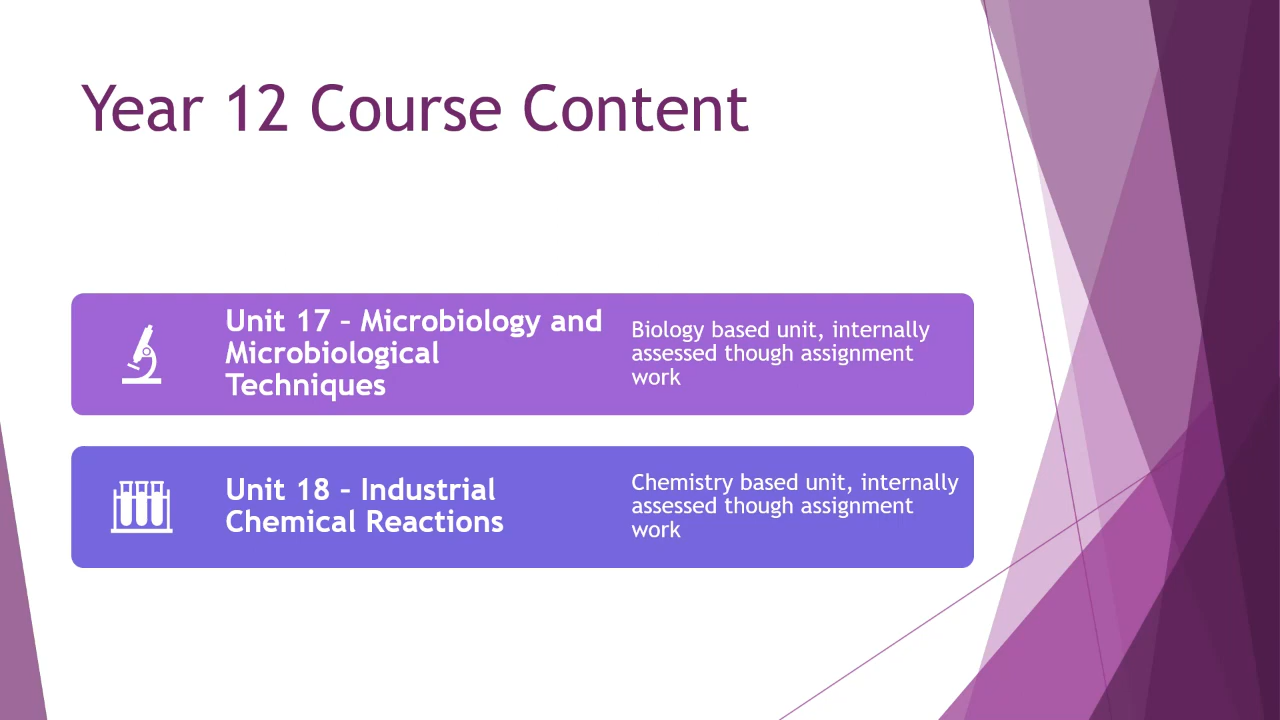 Year 12 Course Content
Unit 17 – Microbiology and
Microbiological
Techniques
Biology based unit, internally
assessed though assignment
work
Unit 18 – Industrial
Chemical Reactions
Chemistry based unit, internally
assessed though assignment
work